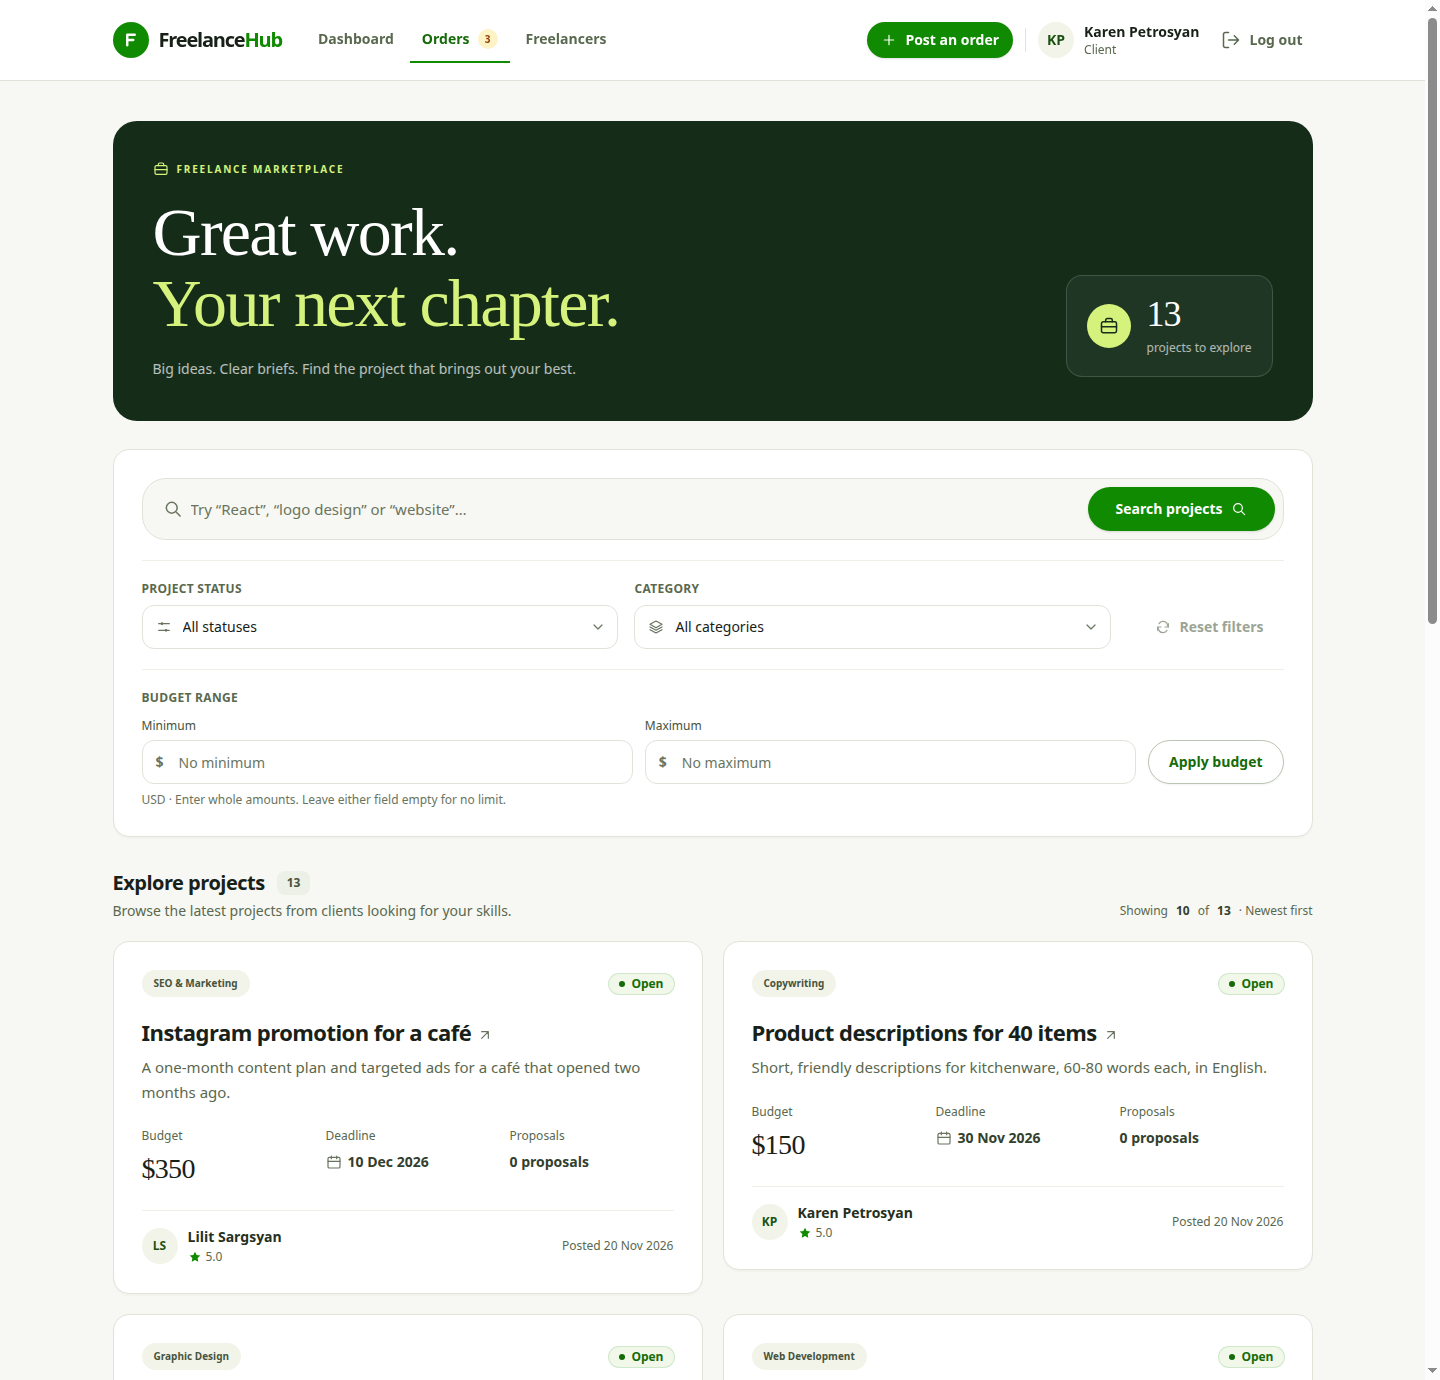 F FreelanceHub Dashboard Orders 3 Freelancers + Post an order KP Karen Petrosyan Log out
Client
FREELANCE MARKETPLACE
Great work.
Your next chapter.
Big ideas. Clear briefs. Find the project that brings out your best.
13
projects to explore
Try “React”, “logo design” or “website”… Search projects
PROJECT STATUS CATEGORY
All statuses All categories Reset filters
BUDGET RANGE
Minimum Maximum
$ No minimum $ No maximum Apply budget
USD · Enter whole amounts. Leave either field empty for no limit.
Explore projects 13
Browse the latest projects from clients looking for your skills. Showing 10 of 13 · Newest first
SEO & Marketing Open
Instagram promotion for a café
A one-month content plan and targeted ads for a café that opened two
months ago.
Budget Deadline Proposals
$350 10 Dec 2026 0 proposals
LS Lilit Sargsyan Posted 20 Nov 2026
5.0
Copywriting Open
Product descriptions for 40 items
Short, friendly descriptions for kitchenware, 60-80 words each, in English.
Budget Deadline Proposals
$150 30 Nov 2026 0 proposals
KP Karen Petrosyan Posted 20 Nov 2026
5.0
Graphic Design Open
Web Development Open